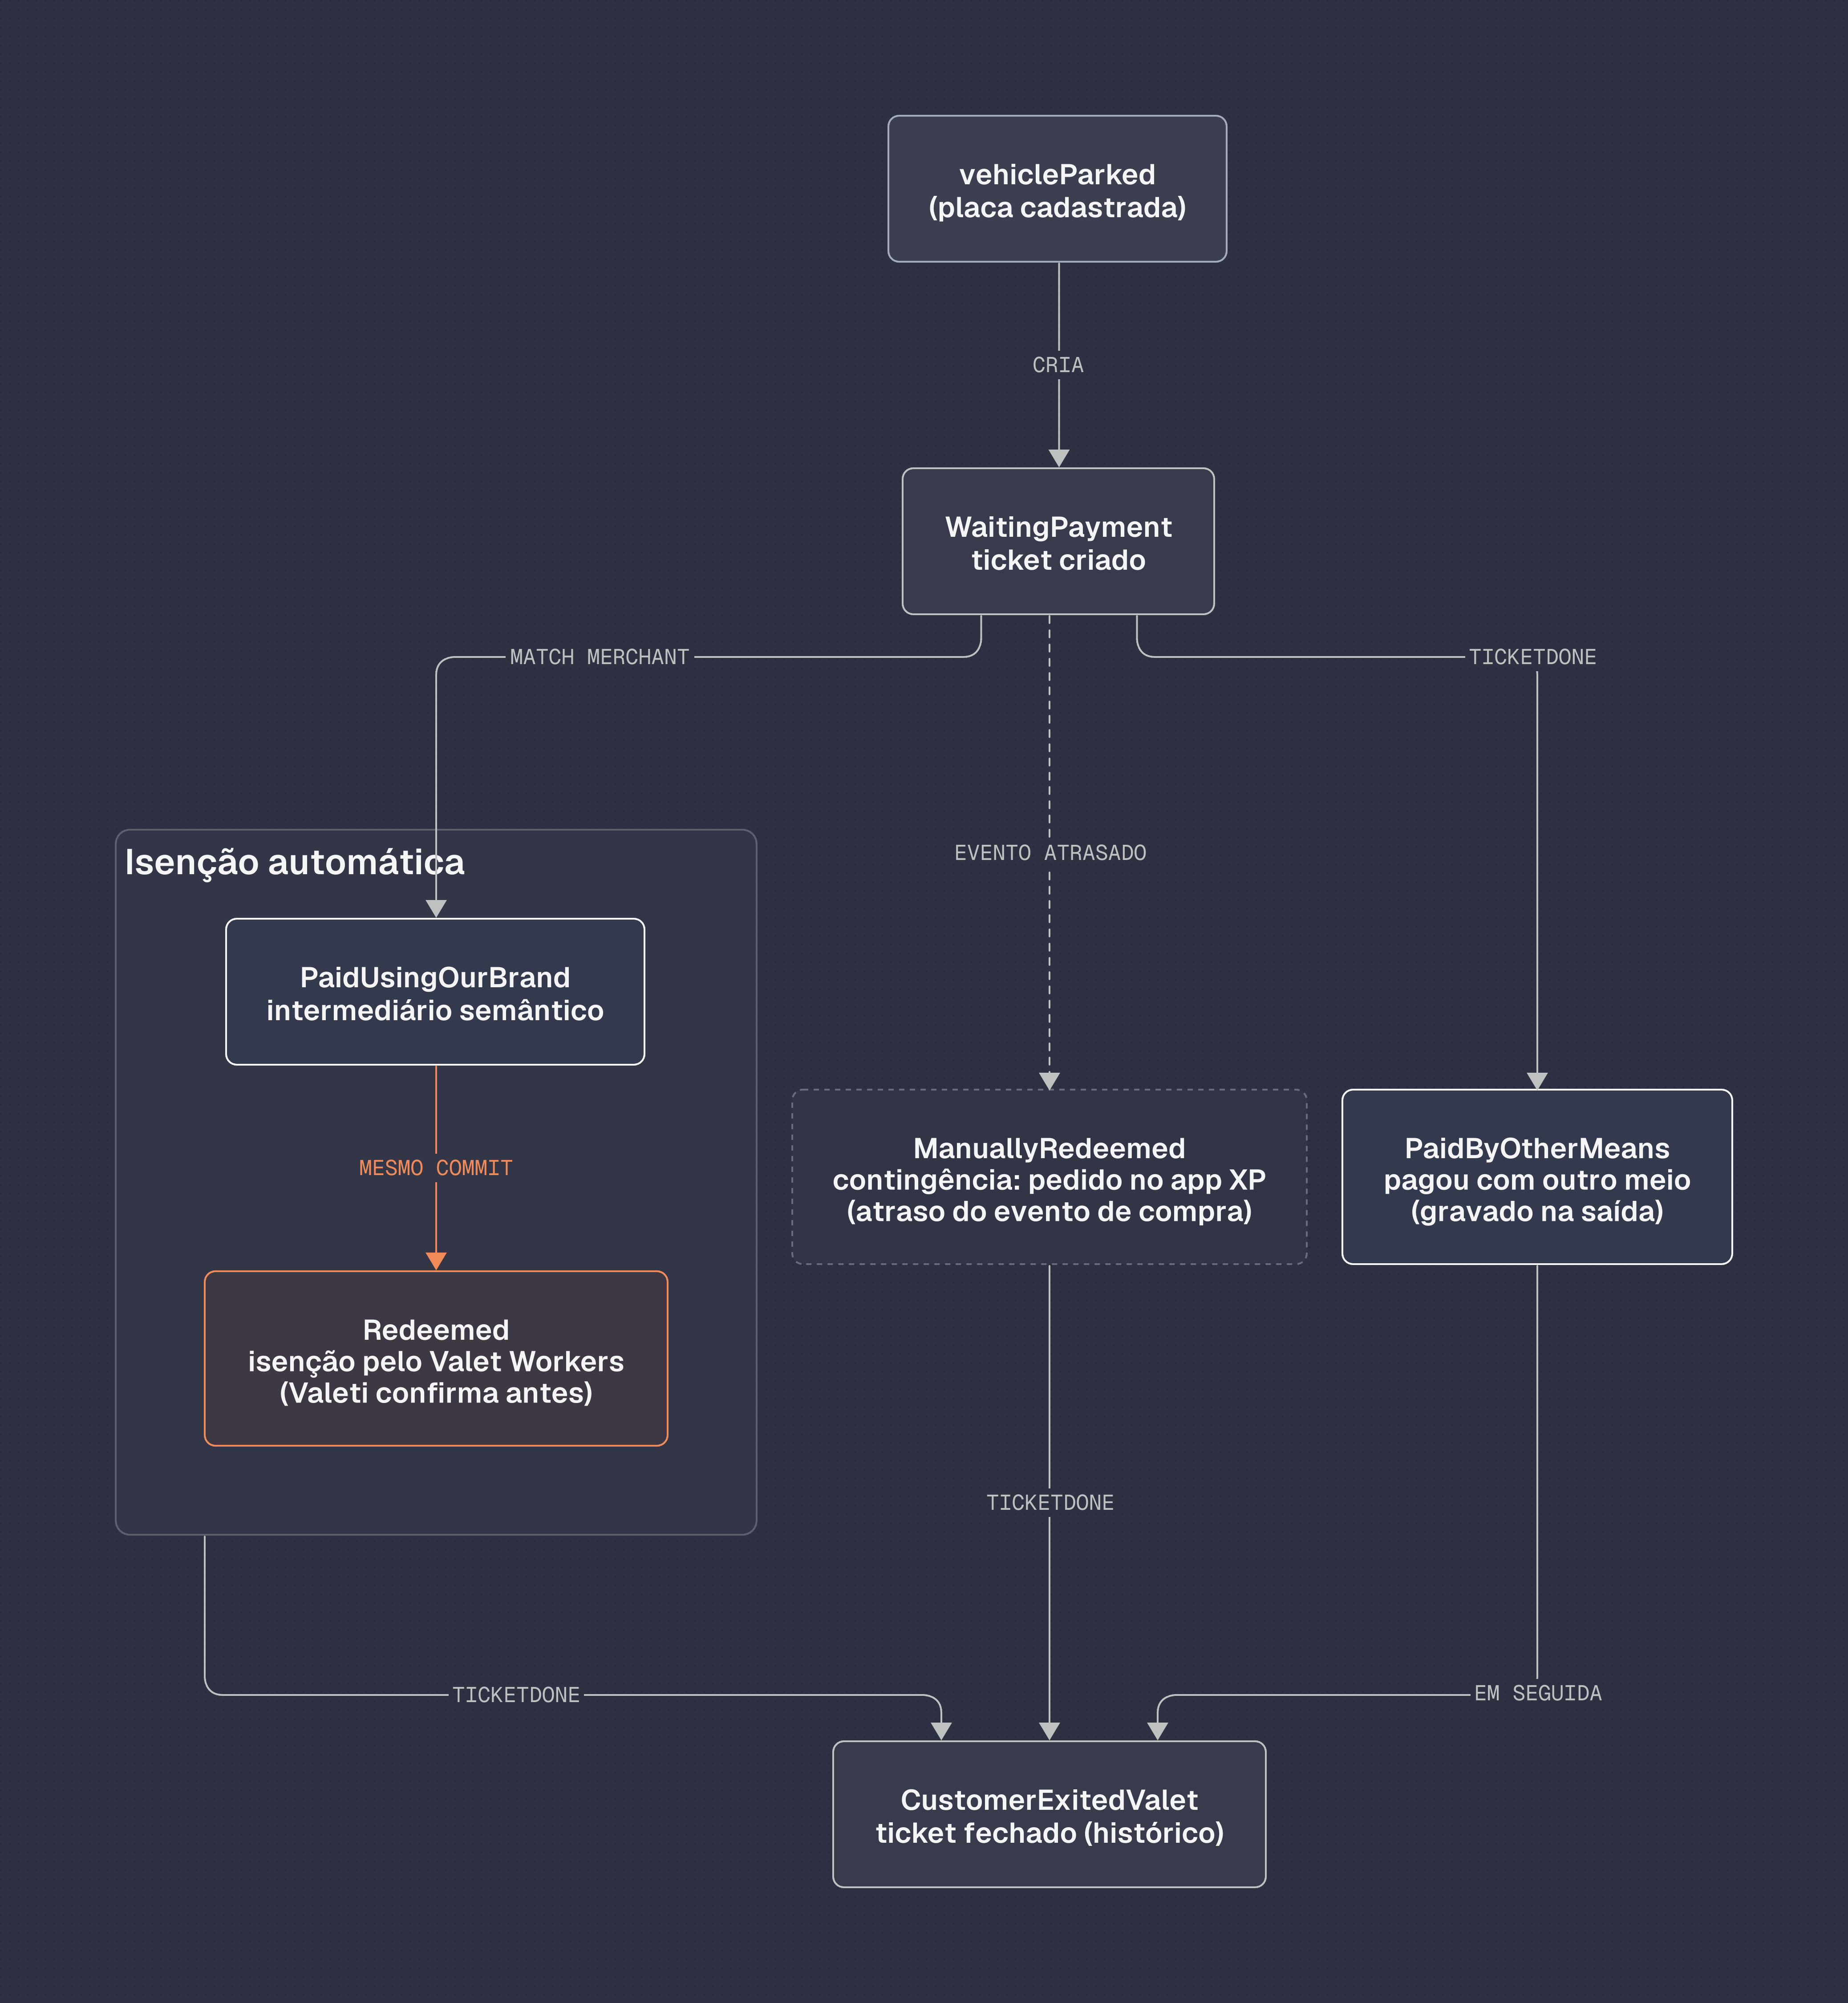 vehicleParked
(placa cadastrada)
CRIA
WaitingPayment
ticket criado
MATCH MERCHANT
TICKETDONE
EVENTO ATRASADO
Isenção automática
PaidUsingOurBrand
intermediário semântico
MESMO COMMIT
Redeemed
isenção pelo Valet Workers
(Valeti confirma antes)
ManuallyRedeemed
contingência: pedido no app XP
(atraso do evento de compra)
PaidByOtherMeans
pagou com outro meio
(gravado na saída)
TICKETDONE
TICKETDONE
EM SEGUIDA
CustomerExitedValet
ticket fechado (histórico)